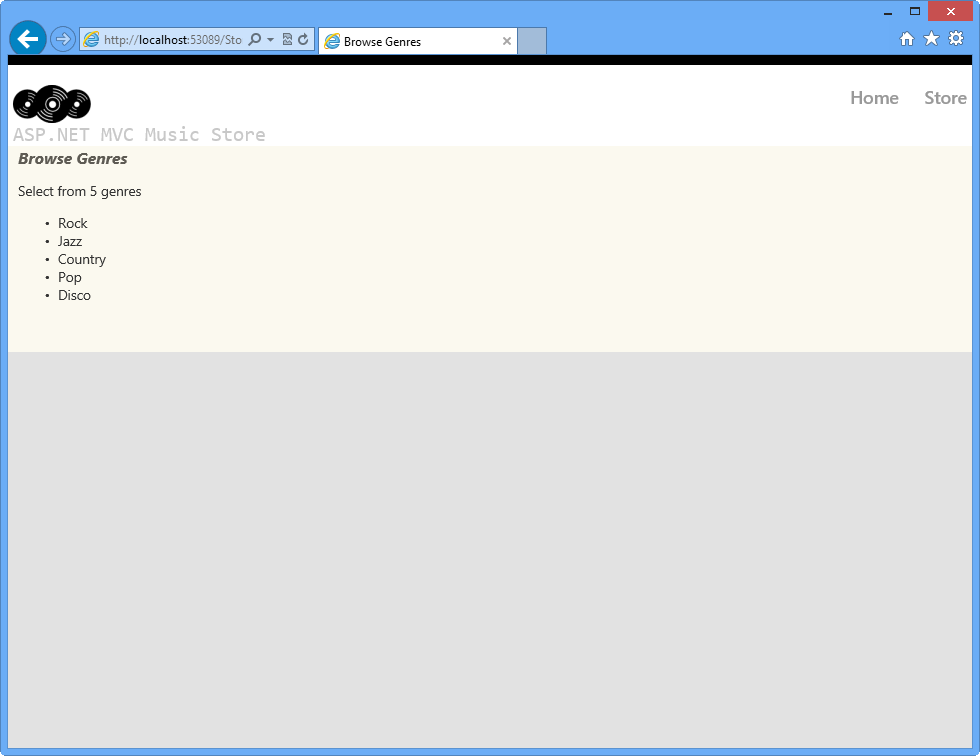 http://localhost:53089/Sto
Browse Genres
Home Store
ASP.NET MVC Music Store
Browse Genres
Select from 5 genres
• Rock
• Jazz
• Country
• Pop
• Disco